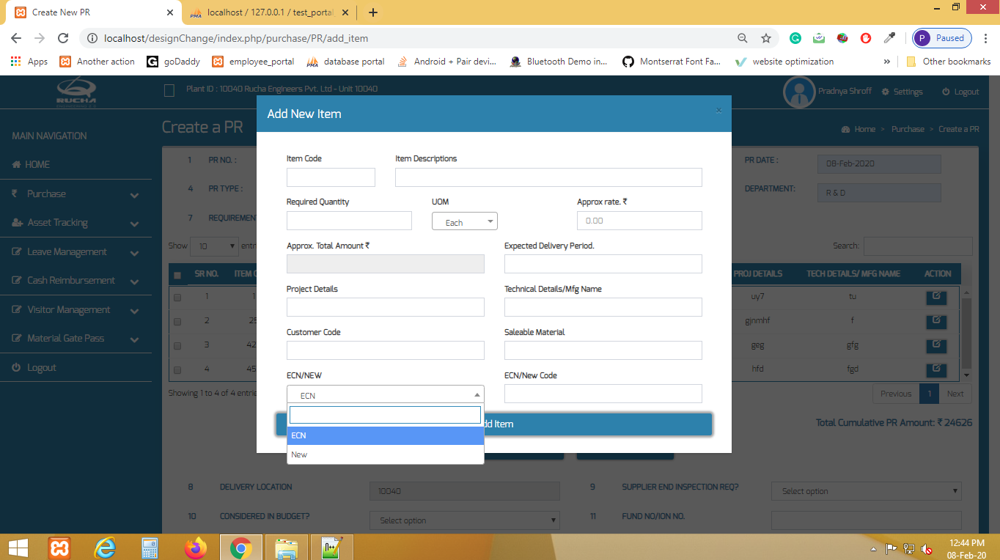 Create New PR
localhost / 127.0.0.1 / test_portal
localhost/designChange/index.php/purchase/PR/add_item
P Paused
Apps
Another action
goDaddy
employee_portal
database portal
Android + Pair devi...
Bluetooth Demo in...
Montserrat Font Fa...
website optimization
»
Other bookmarks
RUCHA
Plant ID : 10040 Rucha Engineers Pvt. Ltd - Unit 10040
Pradnya Shroff
Settings
Logout
MAIN NAVIGATION
HOME
₹ Purchase
Asset Tracking
Leave Management
Cash Reimbursement
Visitor Management
Material Gate Pass
Logout
Create a PR
Home > Purchase > Create a PR
1 PR NO. :
PR DATE :
08-Feb-2020
4 PR TYPE :
DEPARTMENT:
R & D
7 REQUIREMEN
Show 10 entr
Search:
SR NO. ITEM C
PROJ DETAILS TECH DETAILS/ MFG NAME ACTION
1 1
uy7 tu
2 25
gjnmhf f
3 42
geg gfg
4 45
hfd fgd
Showing 1 to 4 of 4 entrie
Previous 1 Next
Total Cumulative PR Amount: ₹ 24626
Add New Item
×
Item Code
Item Descriptions
Required Quantity
UOM
Approx rate. ₹
Each
0.00
Approx. Total Amount ₹
Expected Delivery Period.
Project Details
Technical Details/Mfg Name
Customer Code
Saleable Material
ECN/NEW
ECN/New Code
ECN
dd Item
ECN
New
8 DELIVERY LOCATION
10040
9 SUPPLIER END INSPECTION REQ?
Select option
10 CONSIDERED IN BUDGET?
Select option
11 FUND NO/ION NO.
12:44 PM
08-Feb-20